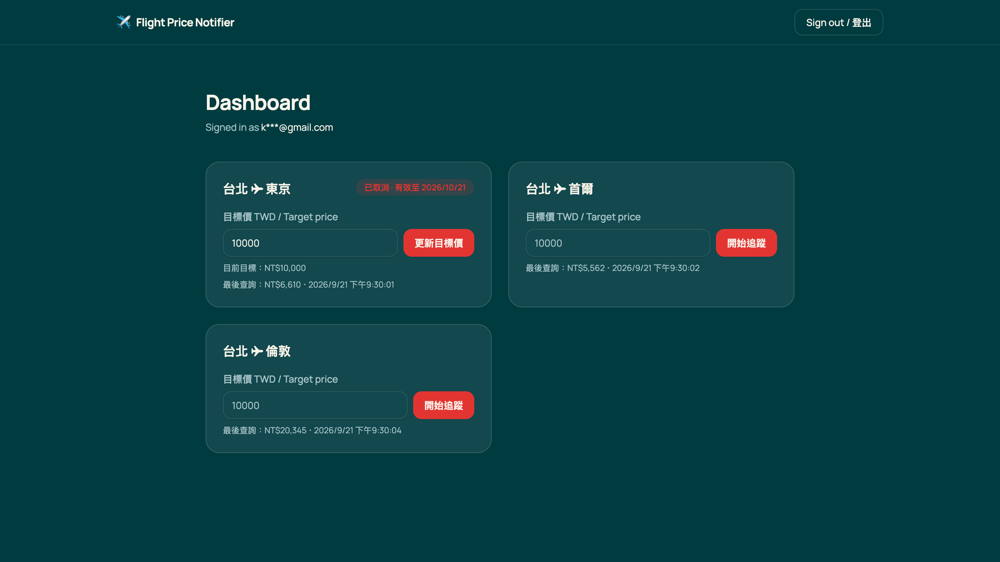 Flight Price Notifier
Sign out / 登出
Dashboard
Signed in as k***@gmail.com
台北 ✈ 東京
已取消 · 有效至 2026/10/21
目標價 TWD / Target price
10000
更新目標價
目前目標：NT$10,000
最後查詢：NT$6,610 · 2026/9/21 下午9:30:01
台北 ✈ 首爾
目標價 TWD / Target price
10000
開始追蹤
最後查詢：NT$5,562 · 2026/9/21 下午9:30:02
台北 ✈ 倫敦
目標價 TWD / Target price
10000
開始追蹤
最後查詢：NT$20,345 · 2026/9/21 下午9:30:04